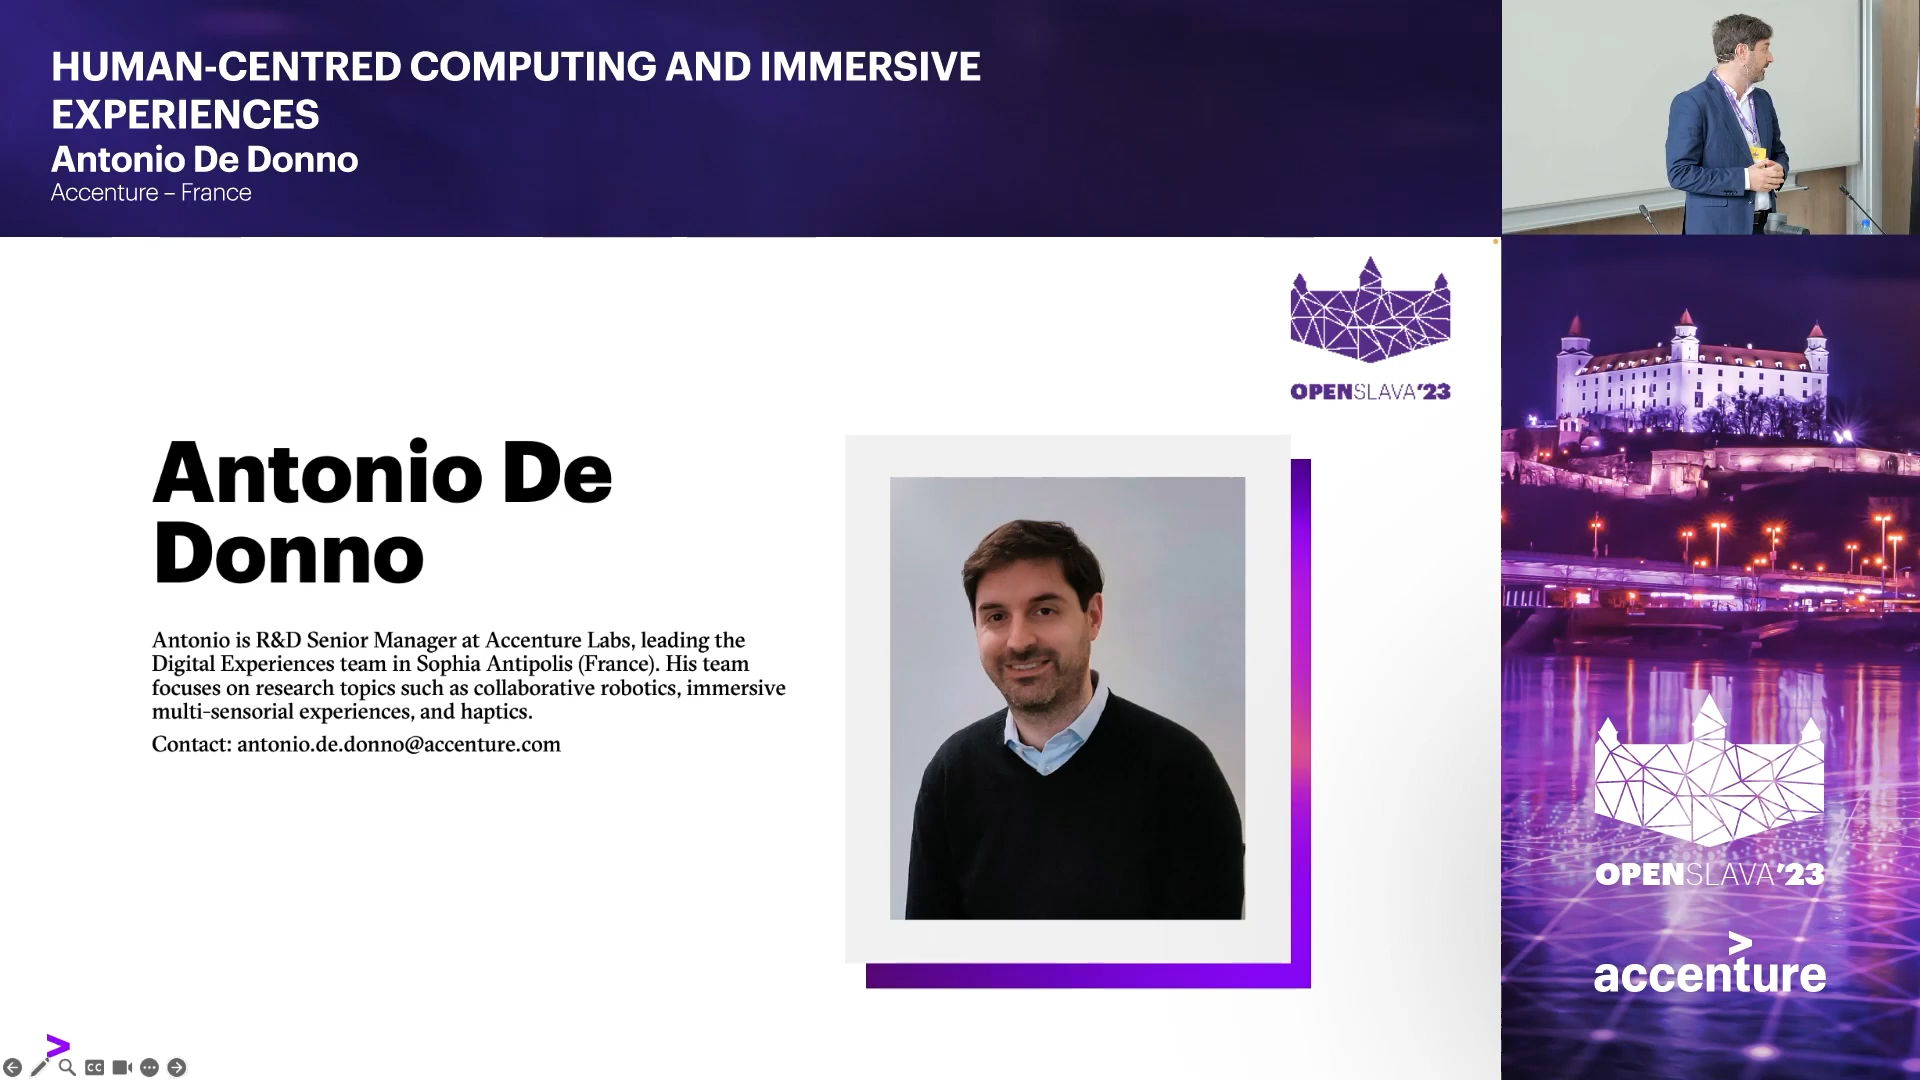 HUMAN-CENTRED COMPUTING AND IMMERSIVE
EXPERIENCES
Antonio De Donno
Accenture – France
OPENSLAVA'23
Antonio De
Donno
Antonio is R&D Senior Manager at Accenture Labs, leading the
Digital Experiences team in Sophia Antipolis (France). His team
focuses on research topics such as collaborative robotics, immersive
multi-sensorial experiences, and haptics.
Contact: antonio.de.donno@accenture.com
OPENSLAVA'23
>
accenture
>
CC